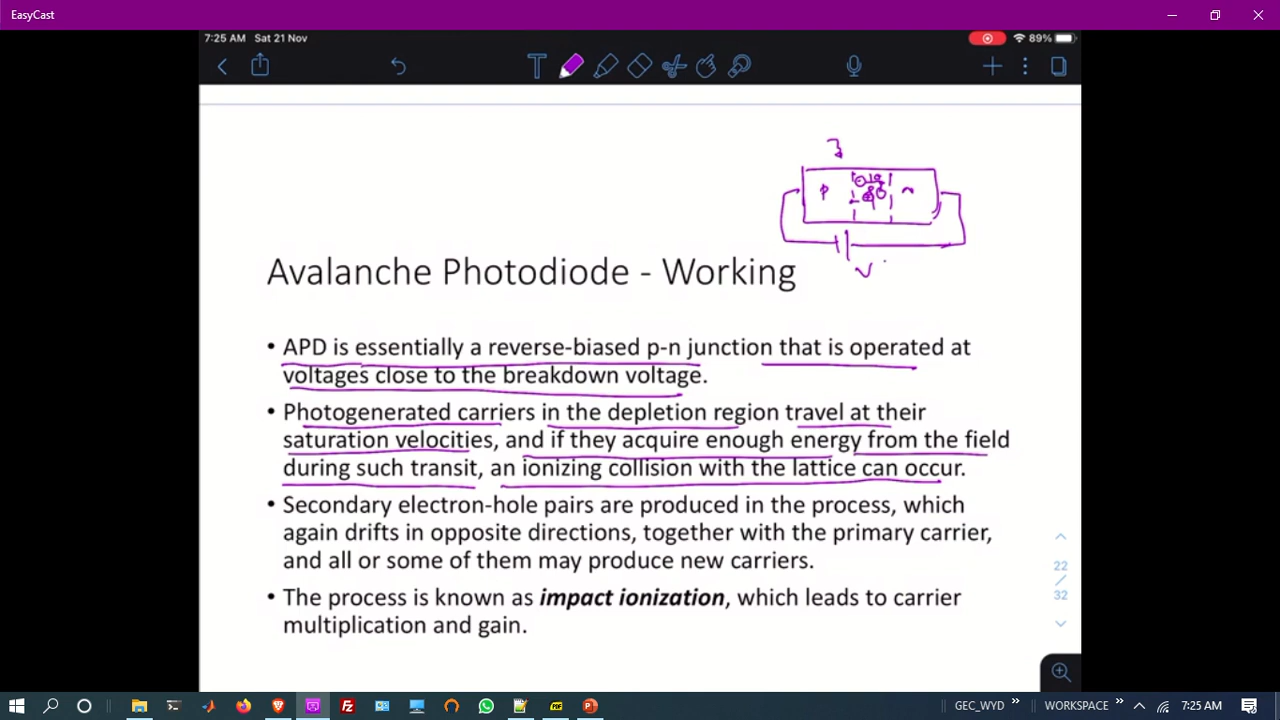 EasyCast
7:25 AM Sat 21 Nov
89%
p n
V
Avalanche Photodiode - Working
• APD is essentially a reverse-biased p-n junction that is operated at
voltages close to the breakdown voltage.
• Photogenerated carriers in the depletion region travel at their
saturation velocities, and if they acquire enough energy from the field
during such transit, an ionizing collision with the lattice can occur.
• Secondary electron-hole pairs are produced in the process, which
again drifts in opposite directions, together with the primary carrier,
and all or some of them may produce new carriers.
• The process is known as impact ionization, which leads to carrier
multiplication and gain.
22
/
32
GEC_WYD » WORKSPACE » 7:25 AM